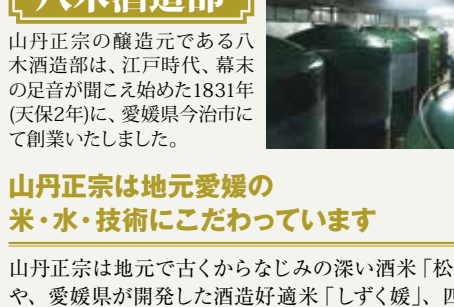 八木酒造部
山丹正宗の醸造元である八
木酒造部は、江戸時代、幕末
の足音が聞こえ始めた1831年
(天保2年)に、愛媛県今治市に
て創業いたしました。
山丹正宗は地元愛媛の
米・水・技術にこだわっています
山丹正宗は地元で古くからなじみの深い酒米「松
や、愛媛県が開発した酒造好適米「しずく媛」、